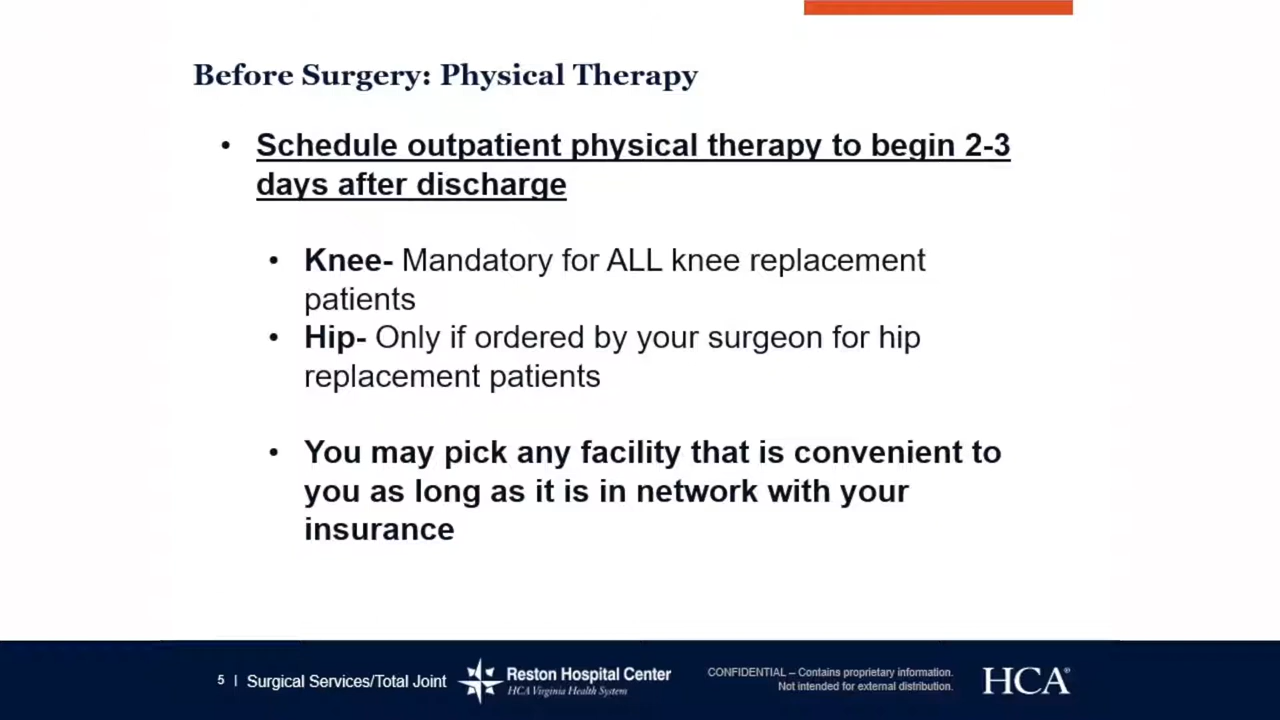 Before Surgery: Physical Therapy
• Schedule outpatient physical therapy to begin 2-3
days after discharge
• Knee- Mandatory for ALL knee replacement
patients
• Hip- Only if ordered by your surgeon for hip
replacement patients
• You may pick any facility that is convenient to
you as long as it is in network with your
insurance
5 | Surgical Services/Total Joint
Reston Hospital Center
HCA Virginia Health System
CONFIDENTIAL – Contains proprietary information.
Not intended for external distribution.
HCA®